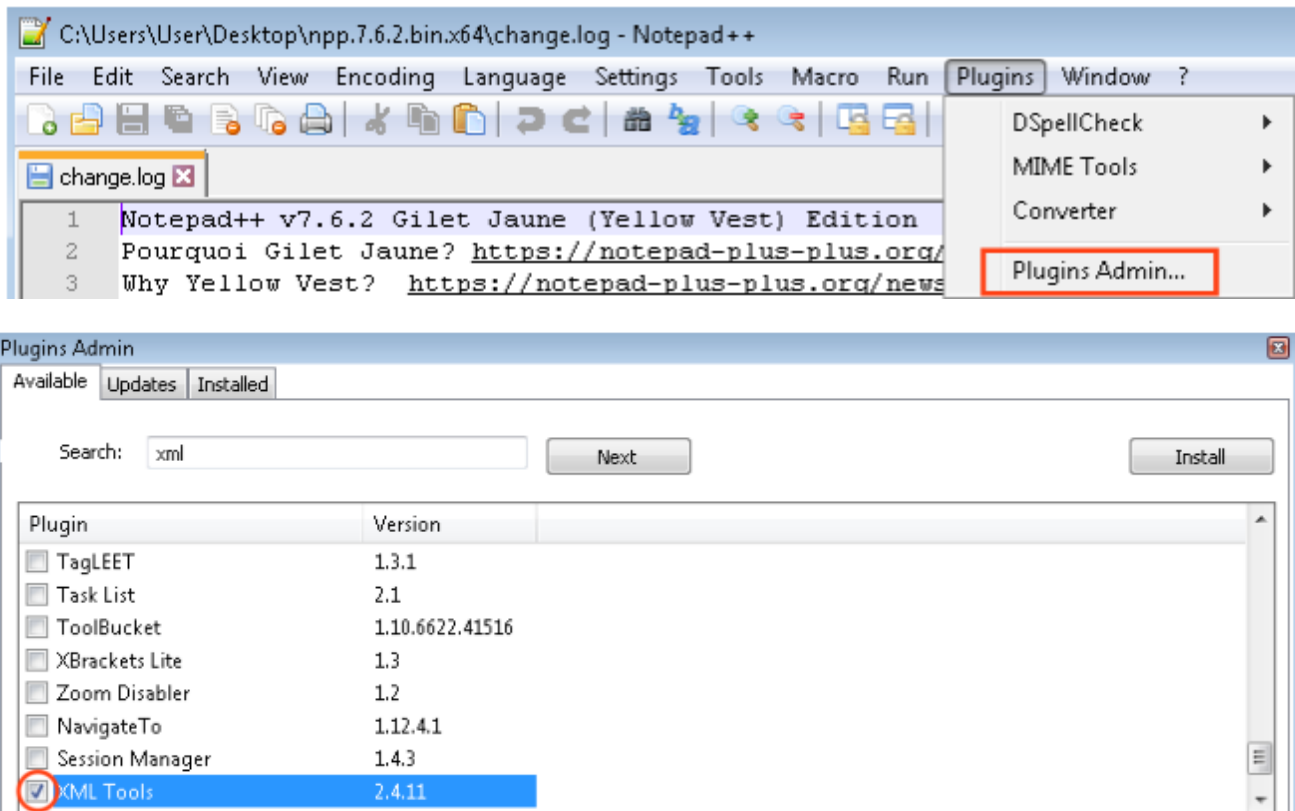 C:\Users\User\Desktop\npp.7.6.2.bin.x64\change.log - Notepad++
File Edit Search View Encoding Language Settings Tools Macro Run Plugins Window ?
DSpellCheck
MIME Tools
Converter
Plugins Admin...
change.log
1 Notepad++ v7.6.2 Gilet Jaune (Yellow Vest) Edition
2 Pourquoi Gilet Jaune? https://notepad-plus-plus.org/
3 Why Yellow Vest? https://notepad-plus-plus.org/news
Plugins Admin
Available Updates Installed
Search: xml Next Install
Plugin Version
TagLEET 1.3.1
Task List 2.1
ToolBucket 1.10.6622.41516
XBrackets Lite 1.3
Zoom Disabler 1.2
NavigateTo 1.12.4.1
Session Manager 1.4.3
XML Tools 2.4.11